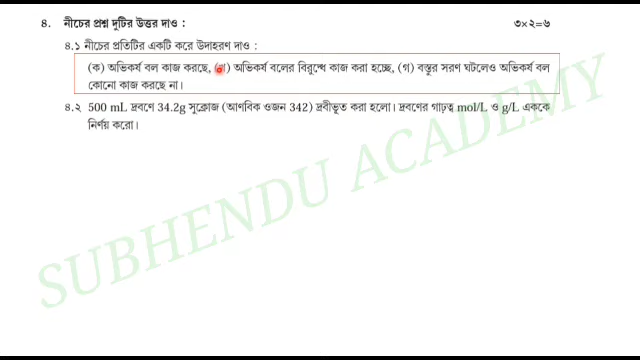 ৪. নীচের প্রশ্ন দুটির উত্তর দাও : ৩×২=৬
৪.১ নীচের প্রতিটির একটি করে উদাহরণ দাও :
(ক) অভিকর্ষ বল কাজ করছে, (খ) অভিকর্ষ বলের বিরুদ্ধে কাজ করা হচ্ছে, (গ) বস্তুর সরণ ঘটলেও অভিকর্ষ বল
কোনো কাজ করছে না।
৪.২ 500 mL দ্রবণে 34.2g সুক্রোজ (আণবিক ওজন 342) দ্রবীভূত করা হলো। দ্রবণের গাঢ়ত্ব mol/L ও g/L এককে
নির্ণয় করো।
SUBHENDU ACADEMY